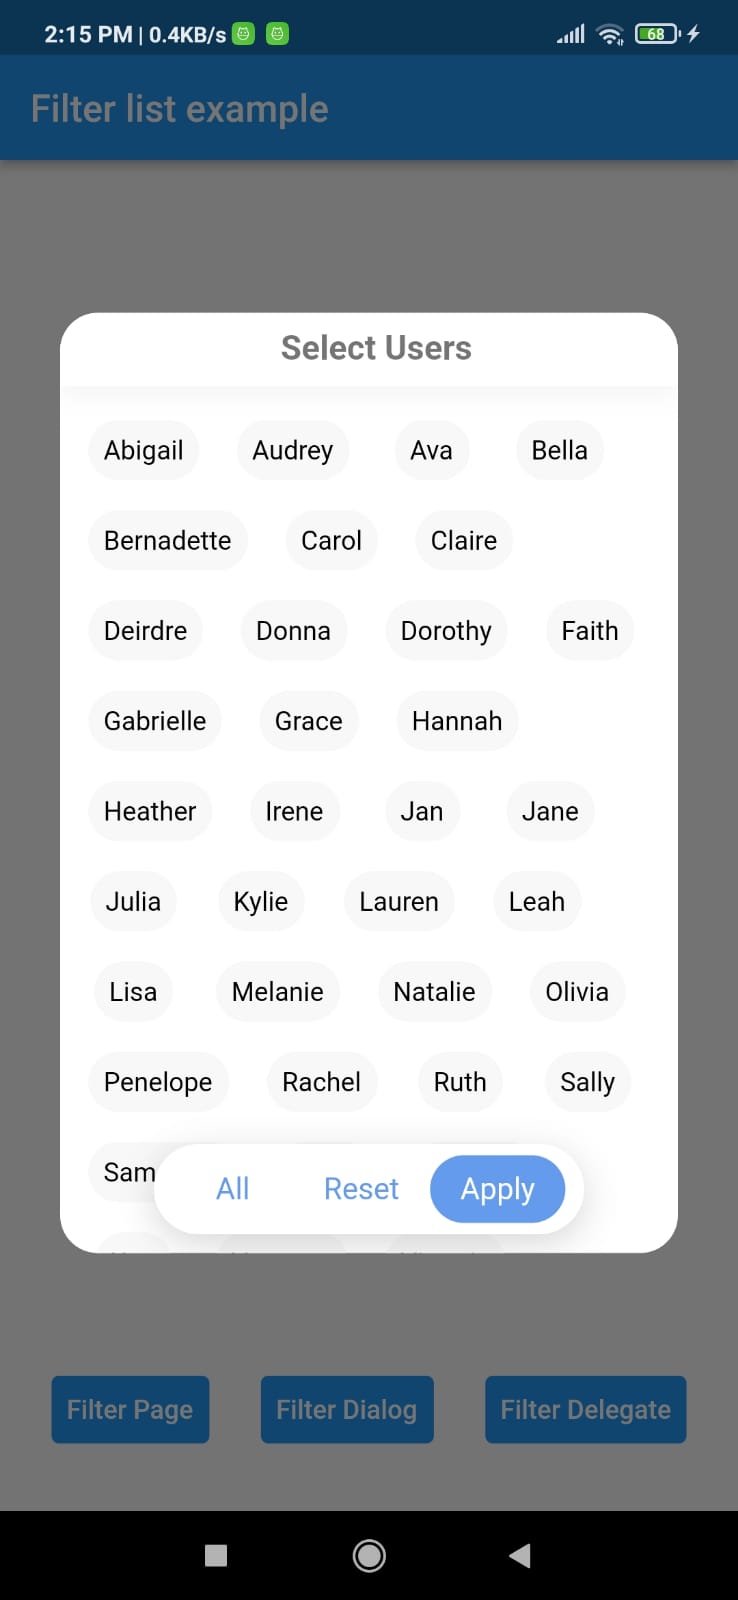 2:15 PM | 0.4KB/s 68
Filter list example
Select Users
Abigail Audrey Ava Bella
Bernadette Carol Claire
Deirdre Donna Dorothy Faith
Gabrielle Grace Hannah
Heather Irene Jan Jane
Julia Kylie Lauren Leah
Lisa Melanie Natalie Olivia
Penelope Rachel Ruth Sally
Sam
All Reset Apply
Filter Page Filter Dialog Filter Delegate